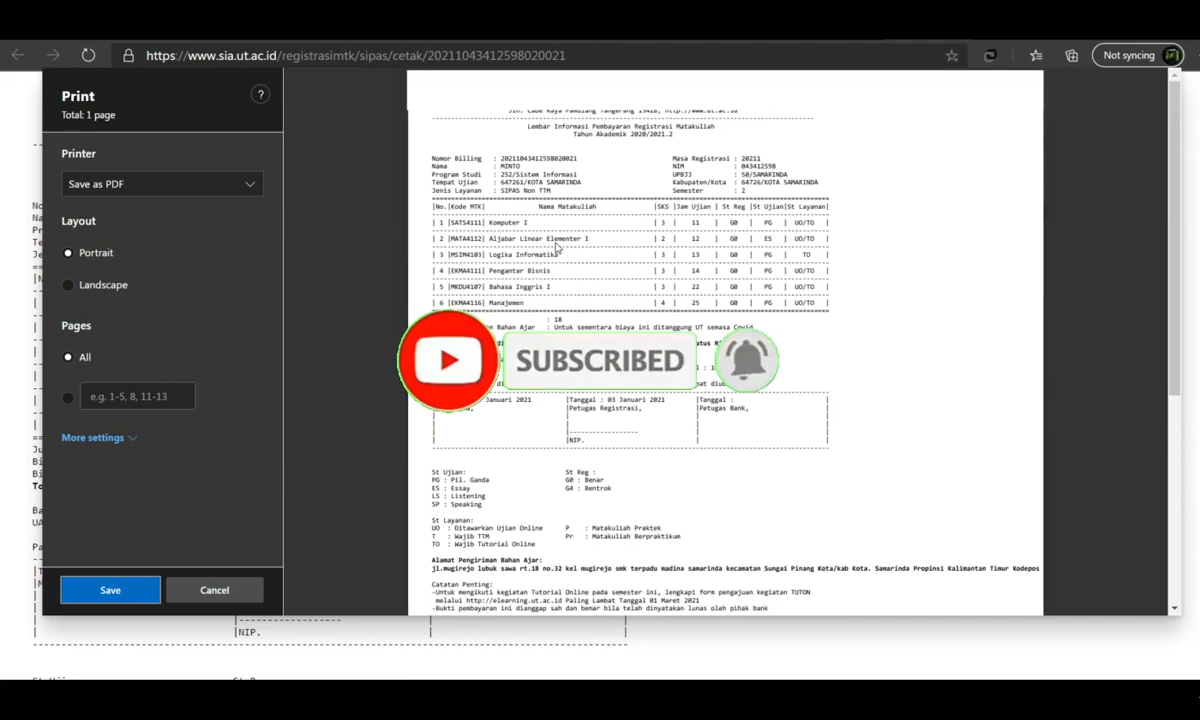 https://www.sia.ut.ac.id/registrasimtk/sipas/cetak/20211043412598020021
Not syncing
Print
?
Total: 1 page
Printer
Save as PDF
Layout
Portrait
Landscape
Pages
All
e.g. 1-5, 8, 11-13
More settings
Save
Cancel
Lembar Informasi Pembayaran Registrasi Matakuliah
Tahun Akademik 2020/2021.2
Nomor Billing : 20211043412598020021 Masa Registrasi : 20211
Nama : MINTO NIM : 043412598
Program Studi : 252/Sistem Informasi UPBJJ : 50/SAMARINDA
Tempat Ujian : 647261/KOTA SAMARINDA Kabupaten/Kota : 64726/KOTA SAMARINDA
Jenis Layanan : SIPAS Non TTM Semester : 2
|No.|Kode MTK| Nama Matakuliah |SKS |Jam Ujian | St Reg |St Ujian|St Layanan|
| 1 |SATS4111| Komputer I | 3 | 11 | G0 | PG | UO/TO |
| 2 |MATA4112| Aljabar Linear Elementer I | 2 | 12 | G0 | ES | UO/TO |
| 3 |MSIM4103| Logika Informatika | 3 | 13 | G0 | PG | TO |
| 4 |EKMA4111| Pengantar Bisnis | 3 | 14 | G0 | PG | UO/TO |
| 5 |MKDU4107| Bahasa Inggris I | 3 | 22 | G0 | PG | UO/TO |
| 6 |EKMA4116| Manajemen | 4 | 25 | G0 | PG | UO/TO |
: 18
Bahan Ajar : Untuk sementara biaya ini ditanggung UT semasa Covid
SUBSCRIBED
Januari 2021 |Tanggal : 03 Januari 2021 |Tanggal : |
|Petugas Registrasi, |Petugas Bank, |
|NIP.
St Ujian: St Reg :
PG : Pil. Ganda G0 : Benar
ES : Essay G4 : Bentrok
LS : Listening
SP : Speaking
St Layanan:
UO : Ditawarkan Ujian Online P : Matakuliah Praktek
T : Wajib TTM Pr : Matakuliah Berpraktikum
TO : Wajib Tutorial Online
Alamat Pengiriman Bahan Ajar:
jl.mugirejo lubuk sawa rt.18 no.32 kel mugirejo smk terpadu madina samarinda kecamatan Sungai Pinang Kota/kab Kota. Samarinda Propinsi Kalimantan Timur Kodepos
Catatan Penting:
-Untuk mengikuti kegiatan Tutorial Online pada semester ini, lengkapi form pengajuan kegiatan TUTON
melalui http://elearning.ut.ac.id Paling Lambat Tanggal 01 Maret 2021
-Bukti pembayaran ini dianggap sah dan benar bila telah dinyatakan lunas oleh pihak bank
|NIP.